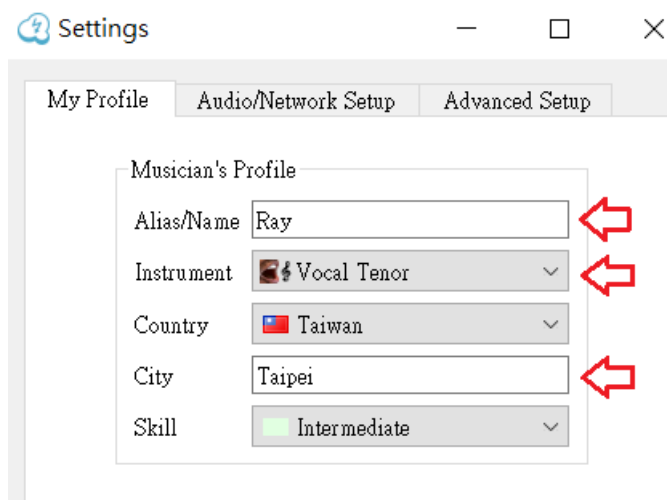 Settings
My Profile Audio/Network Setup Advanced Setup
Musician's Profile
Alias/Name Ray
Instrument Vocal Tenor
Country Taiwan
City Taipei
Skill Intermediate